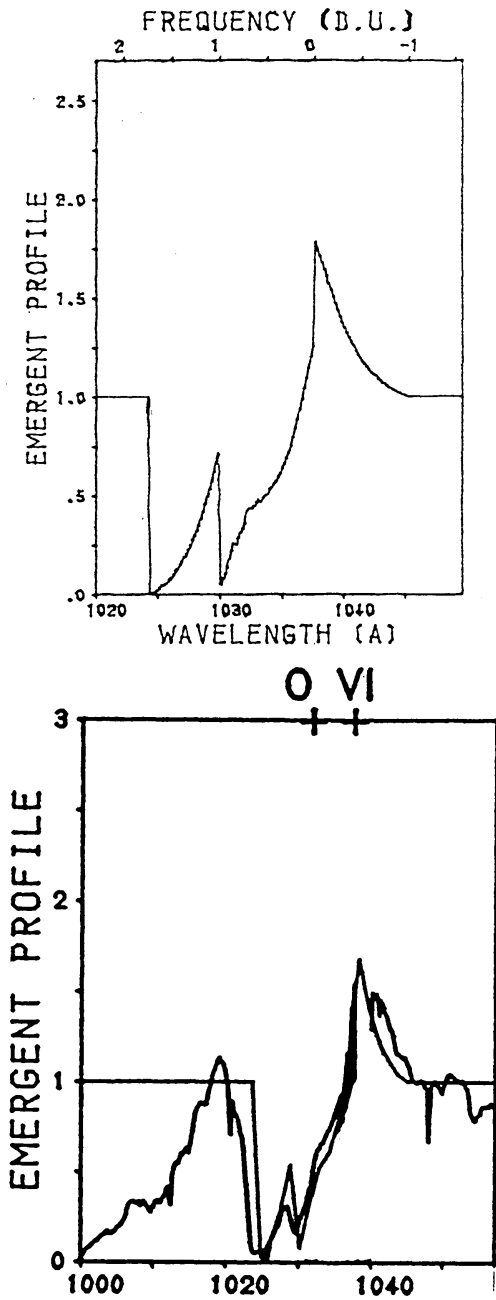 FREQUENCY (D.U.)
2 1 0 -1
2.5
2.0
1.5
1.0
.5
.0
EMERGENT PROFILE
1020 1030 1040
WAVELENGTH (A)
O VI
3
2
1
0
EMERGENT PROFILE
1000 1020 1040